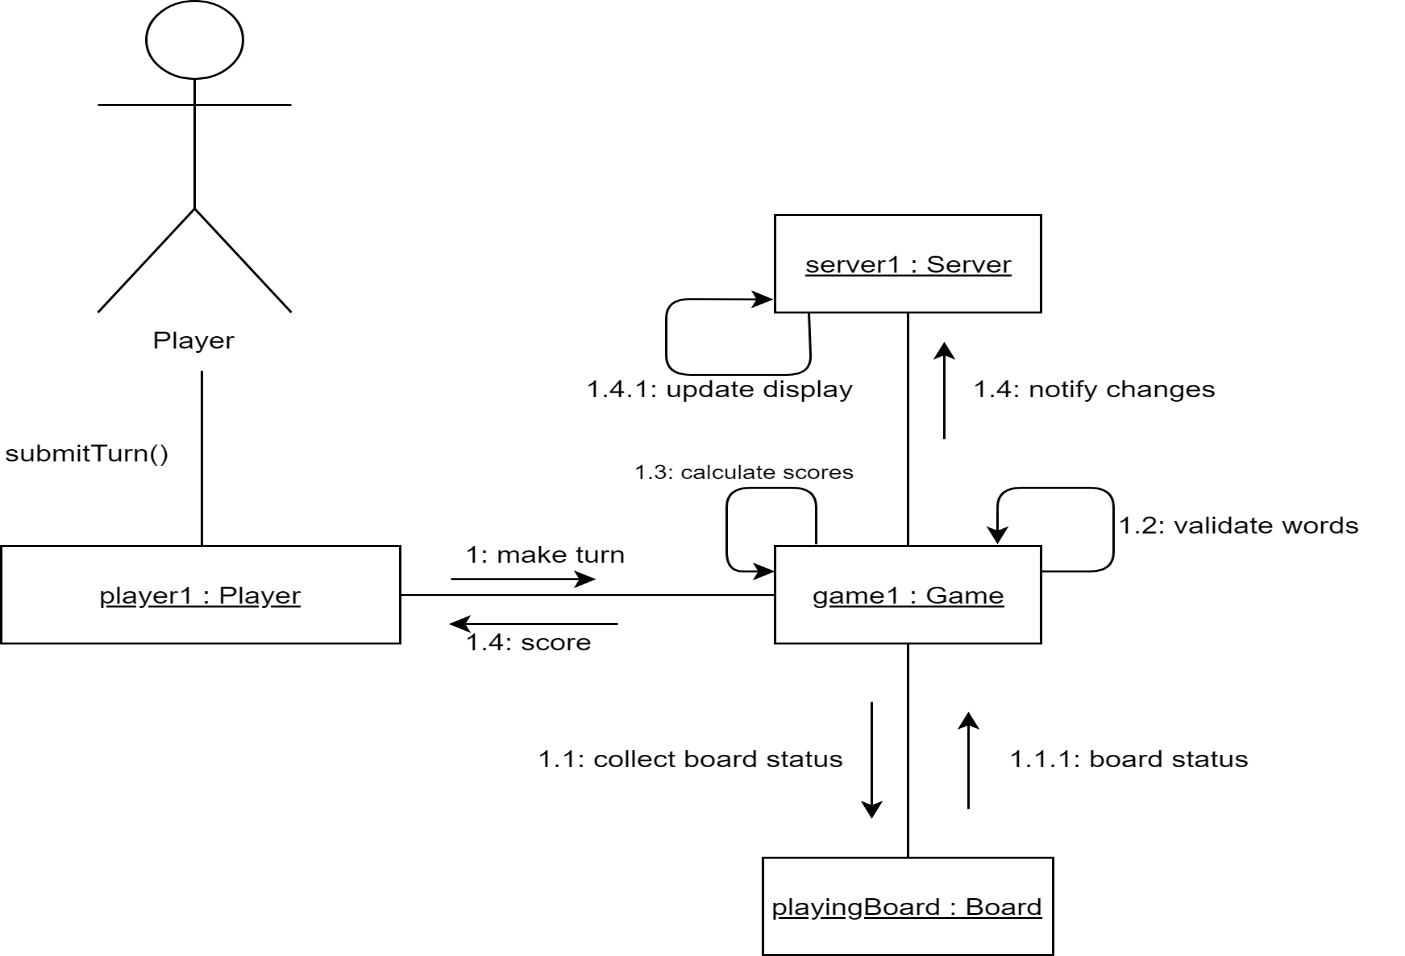 server1 : Server
Player
1.4.1: update display
1.4: notify changes
submitTurn()
1.3: calculate scores
1.2: validate words
1: make turn
player1 : Player
game1 : Game
1.4: score
1.1: collect board status
1.1.1: board status
playingBoard : Board